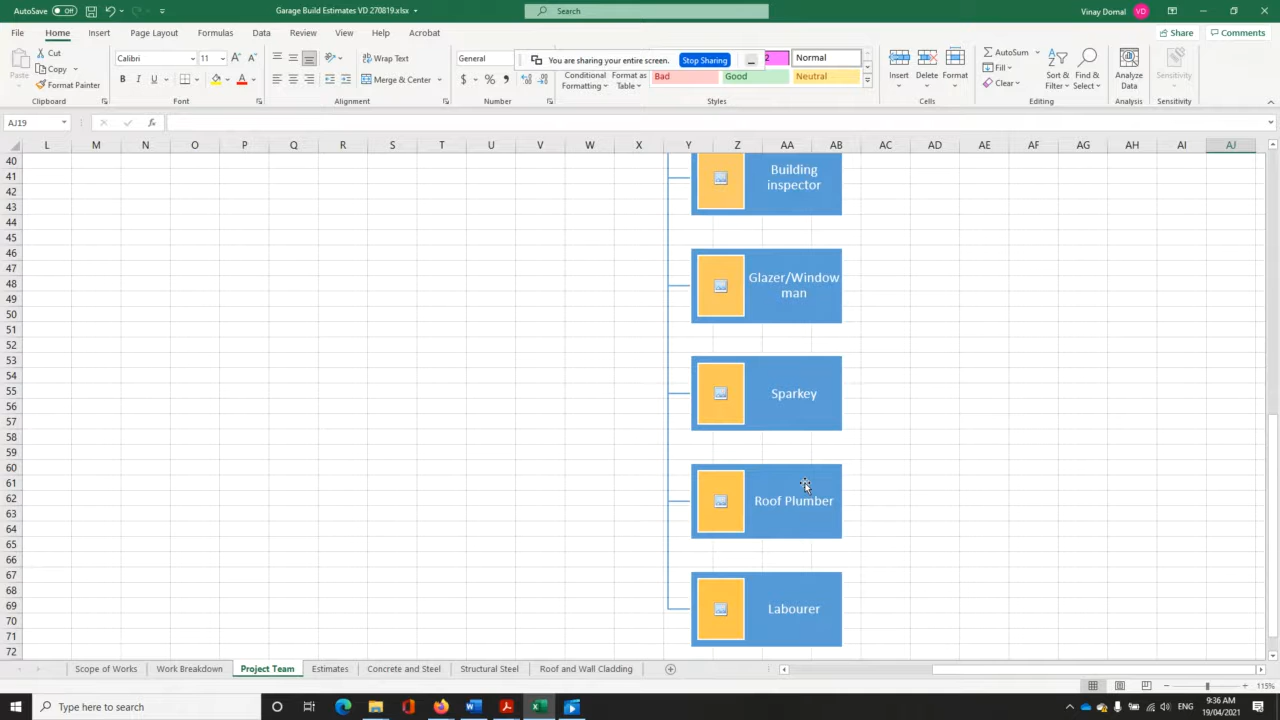 AutoSave Off Garage Build Estimates VD 270819.xlsx Search Vinay Domal VD
File Home Insert Page Layout Formulas Data Review View Help Acrobat Share Comments
Paste Cut Copy Format Painter Calibri 11 Wrap Text Merge & Center General
You are sharing your entire screen. Stop Sharing
Conditional Formatting Format as Table 2 Normal Bad Good Neutral
Insert Delete Format AutoSum Fill Clear Sort & Filter Find & Select Analyze Data Sensitivity
Clipboard Font Alignment Number Styles Cells Editing Analysis Sensitivity
AJ19 fx
L M N O P Q R S T U V W X Y Z AA AB AC AD AE AF AG AH AI AJ
40
41
42
43
44
45
46
47
48
49
50
51
52
53
54
55
56
57
58
59
60
61
62
63
64
65
66
67
68
69
70
71
72
Building
inspector
Glazer/Window
man
Sparkey
Roof Plumber
Labourer
Scope of Works Work Breakdown Project Team Estimates Concrete and Steel Structural Steel Roof and Wall Cladding
115%
Type here to search
ENG
9:36 AM
19/04/2021